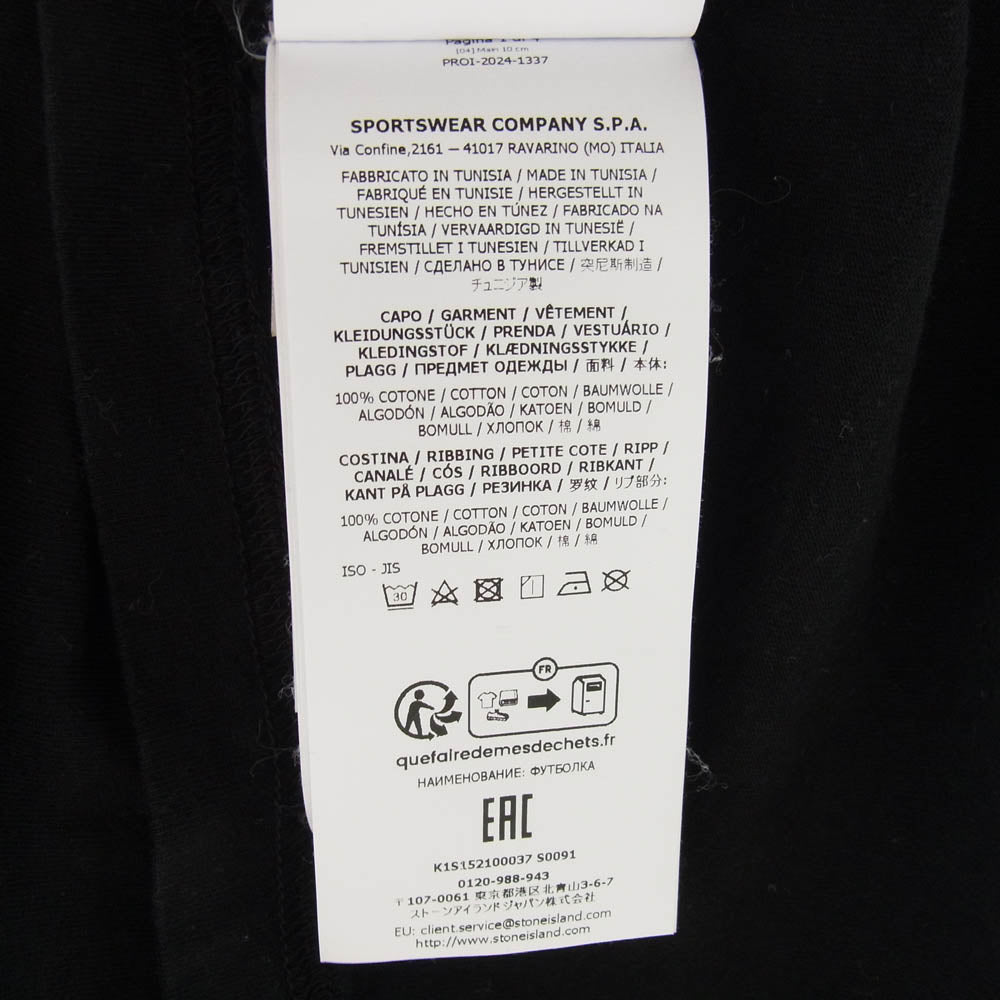 Pagina 1 di 4
[04] Main 10 cm
PROI-2024-1337
SPORTSWEAR COMPANY S.P.A.
Via Confine,2161 – 41017 RAVARINO (MO) ITALIA
FABBRICATO IN TUNISIA / MADE IN TUNISIA /
FABRIQUÉ EN TUNISIE / HERGESTELLT IN
TUNESIEN / HECHO EN TÚNEZ / FABRICADO NA
TUNÍSIA / VERVAARDIGD IN TUNESIË /
FREMSTILLET I TUNESIEN / TILLVERKAD I
TUNISIEN / СДЕЛАНО В ТУНИСЕ / 突尼斯制造 /
チュニジア製
CAPO / GARMENT / VÊTEMENT /
KLEIDUNGSSTÜCK / PRENDA / VESTUÁRIO /
KLEDINGSTOF / KLÆDNINGSSTYKKE /
PLAGG / ПРЕДМЕТ ОДЕЖДЫ / 面料 / 本体:
100% COTONE / COTTON / COTON / BAUMWOLLE /
ALGODÓN / ALGODÃO / KATOEN / BOMULD /
BOMULL / ХЛОПОК / 棉 / 綿
COSTINA / RIBBING / PETITE COTE / RIPP /
CANALÉ / CÓS / RIBBOORD / RIBKANT /
KANT PÅ PLAGG / РЕЗИНКА / 罗纹 / リブ部分:
100% COTONE / COTTON / COTON / BAUMWOLLE /
ALGODÓN / ALGODÃO / KATOEN / BOMULD /
BOMULL / ХЛОПОК / 棉 / 綿
ISO - JIS
30
FR
quefairedemesdechets.fr
НАИМЕНОВАНИЕ: ФУТБОЛКА
EAC
K1S152100037 S0091
0120-988-943
〒107-0061 東京都港区北青山3-6-7
ストーンアイランドジャパン株式会社
EU: client.service@stoneisland.com
http://www.stoneisland.com